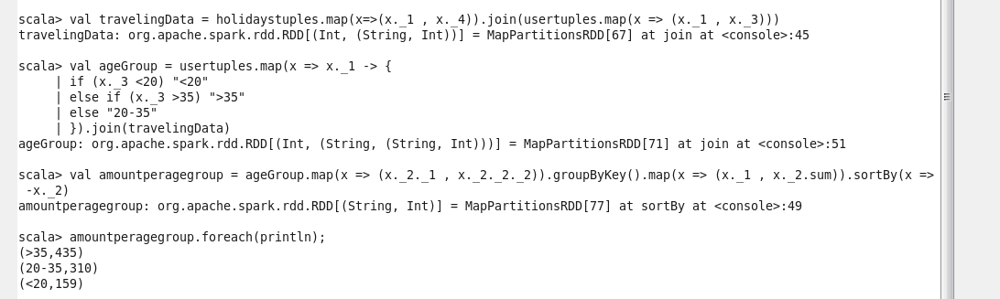 scala> val travelingData = holidaystuples.map(x=>(x._1 , x._4)).join(usertuples.map(x => (x._1 , x._3)))
travelingData: org.apache.spark.rdd.RDD[(Int, (String, Int))] = MapPartitionsRDD[67] at join at <console>:45
scala> val ageGroup = usertuples.map(x => x._1 -> {
     | if (x._3 <20) "<20"
     | else if (x._3 >35) ">35"
     | else "20-35"
     | }).join(travelingData)
ageGroup: org.apache.spark.rdd.RDD[(Int, (String, (String, Int)))] = MapPartitionsRDD[71] at join at <console>:51
scala> val amountperagegroup = ageGroup.map(x => (x._2._1 , x._2._2._2)).groupByKey().map(x => (x._1 , x._2.sum)).sortBy(x =>
 -x._2)
amountperagegroup: org.apache.spark.rdd.RDD[(String, Int)] = MapPartitionsRDD[77] at sortBy at <console>:49
scala> amountperagegroup.foreach(println);
(>35,435)
(20-35,310)
(<20,159)